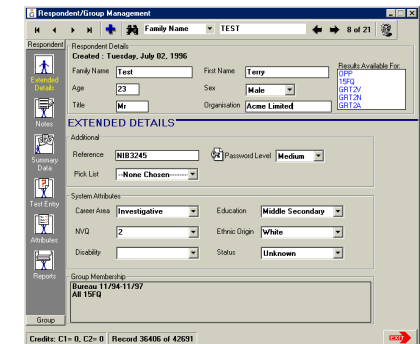 Respondent/Group Management
Family Name TEST 8 of 21
Respondent
Respondent Details
Created : Tuesday, July 02, 1996
Results Available For:
OPP
15FQ
GRT2V
GRT2N
GRT2A
Family Name Test First Name Terry
Age 23 Sex Male
Title Mr Organisation Acme Limited
Extended
Details
Notes
Summary
Data
Test Entry
Attributes
Reports
Group
EXTENDED DETAILS
Additional
Reference NIB3245 Password Level Medium
Pick List --None Chosen-------
System Attributes
Career Area Investigative Education Middle Secondary
NVQ 2 Ethnic Origin White
Disability Status Unknown
Group Membership
Bureau 11/94-11/97
All 15FQ
Credits: C1= 0, C2= 0 Record 36406 of 42691
EXIT